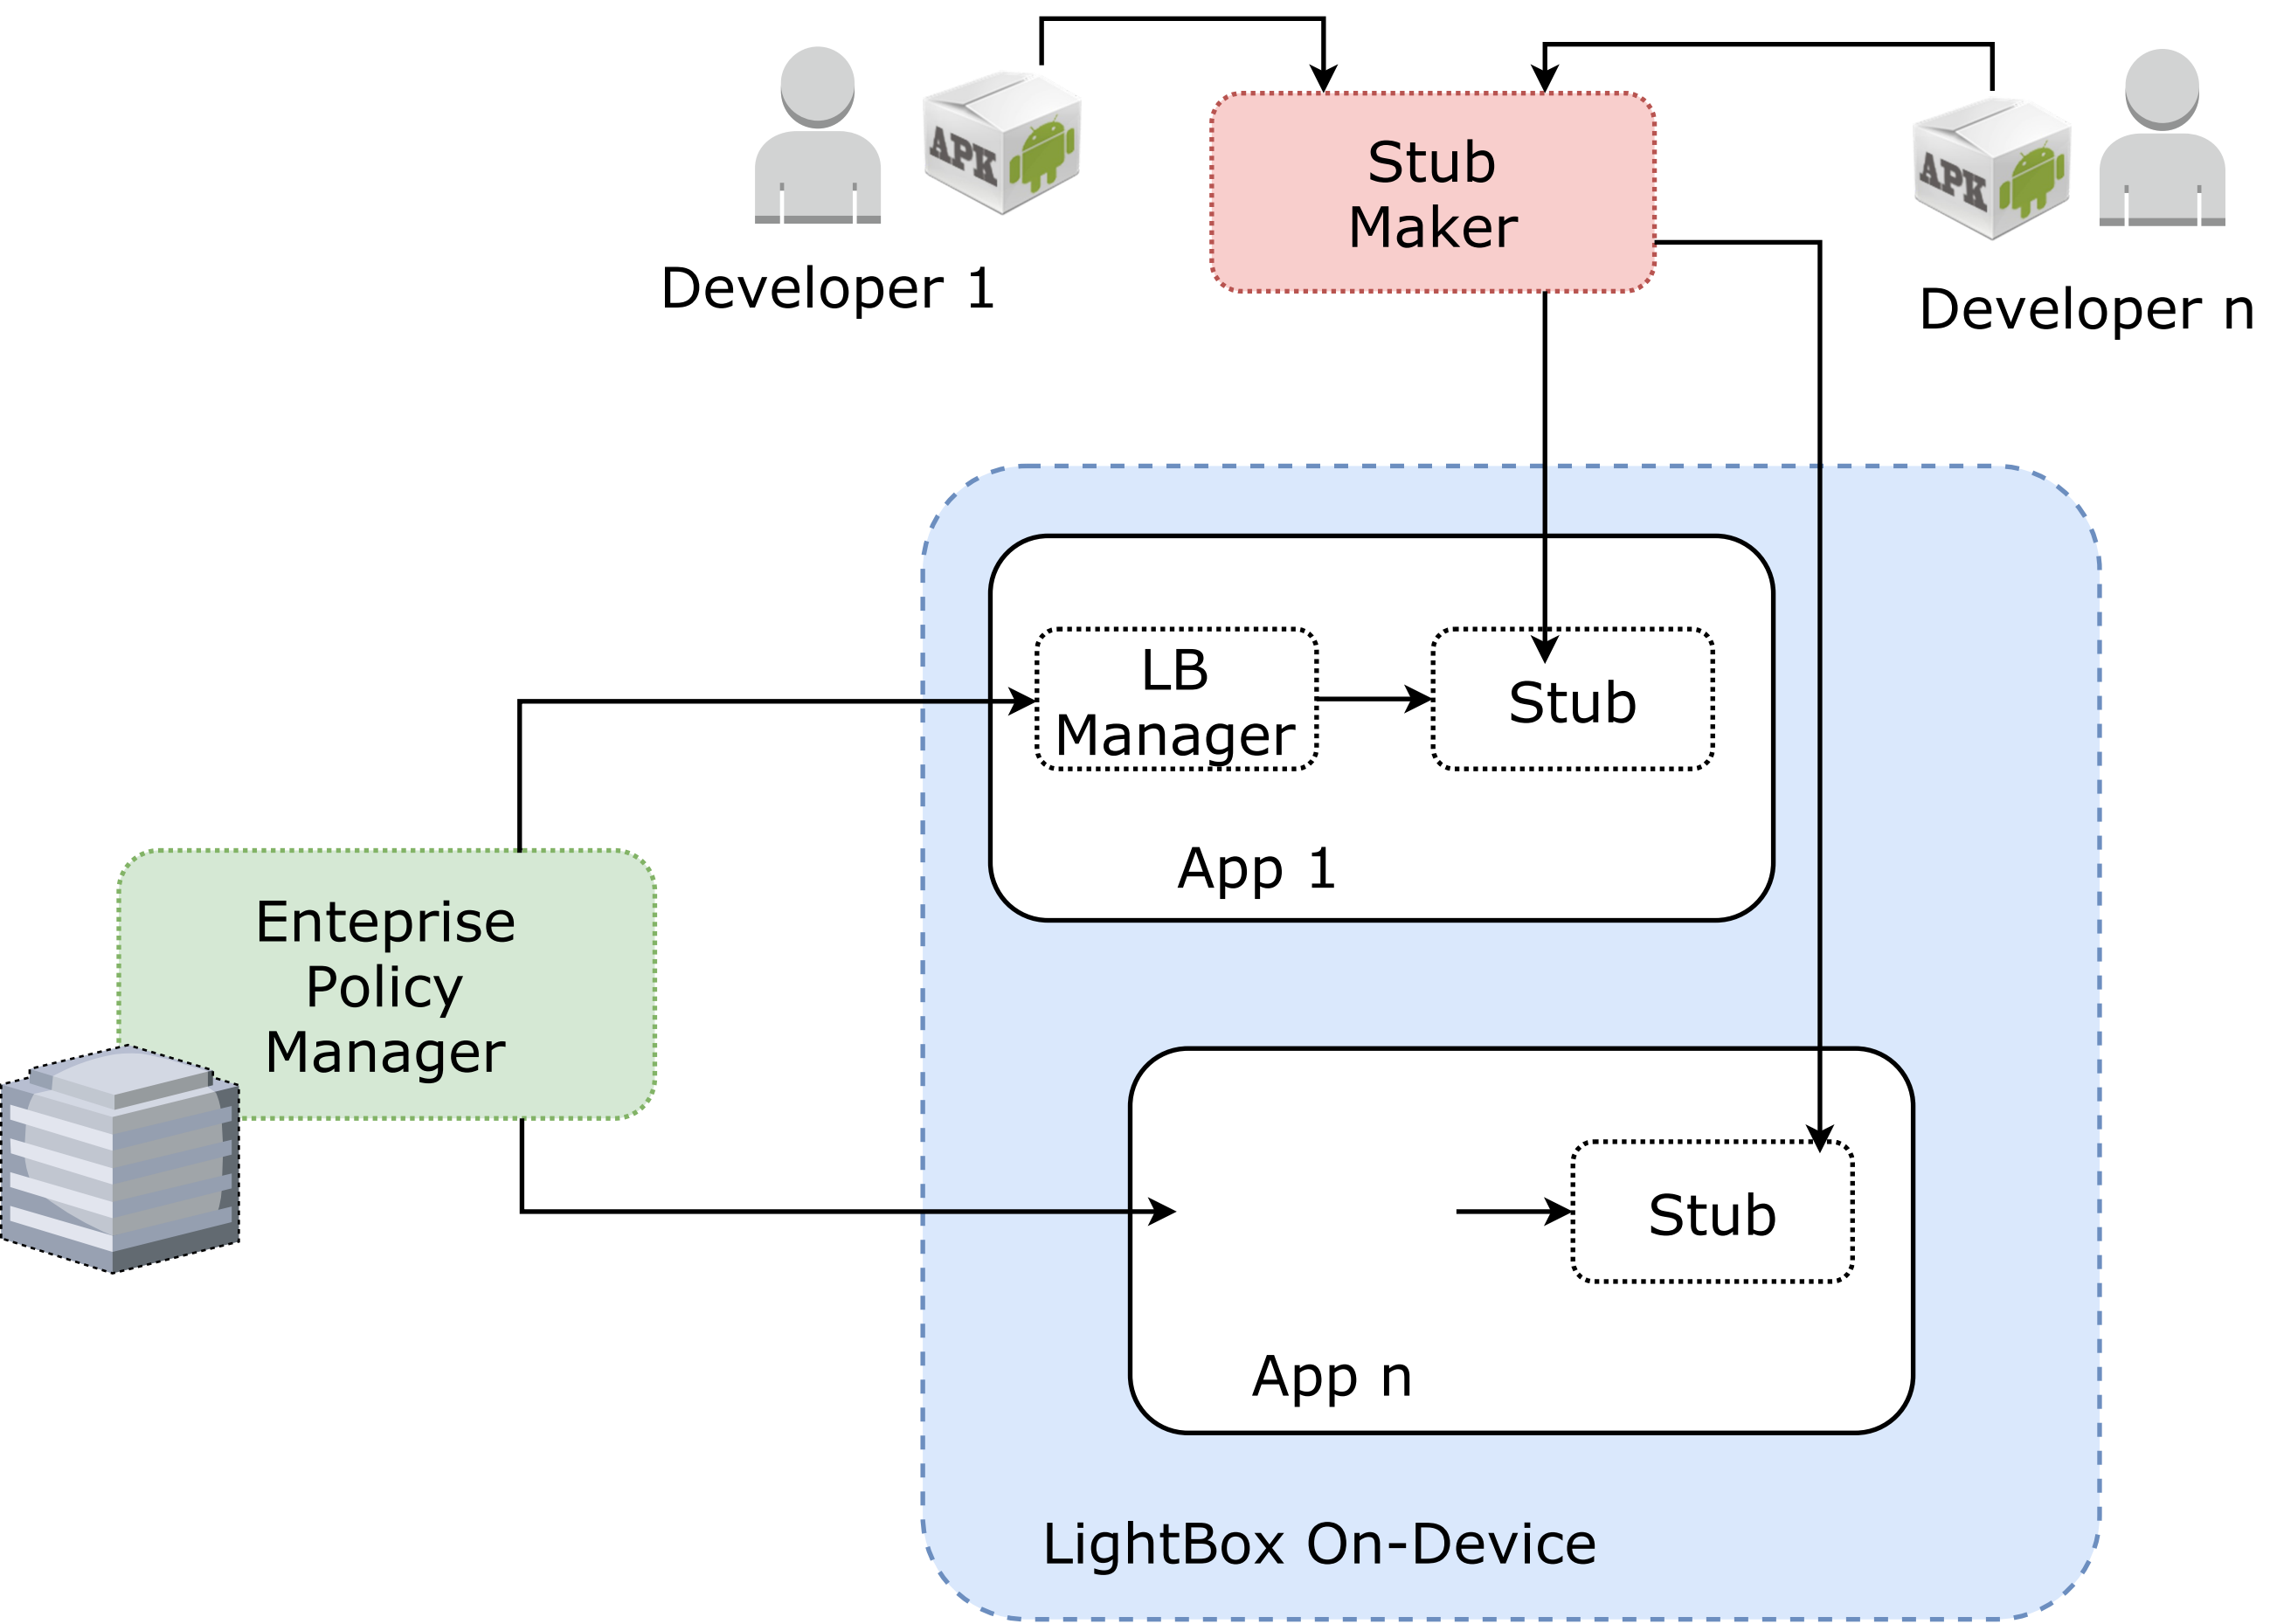 APK
APK
Stub
Maker
Developer 1
Developer n
LB
Manager
Stub
App 1
Enteprise
Policy
Manager
Stub
App n
LightBox On-Device